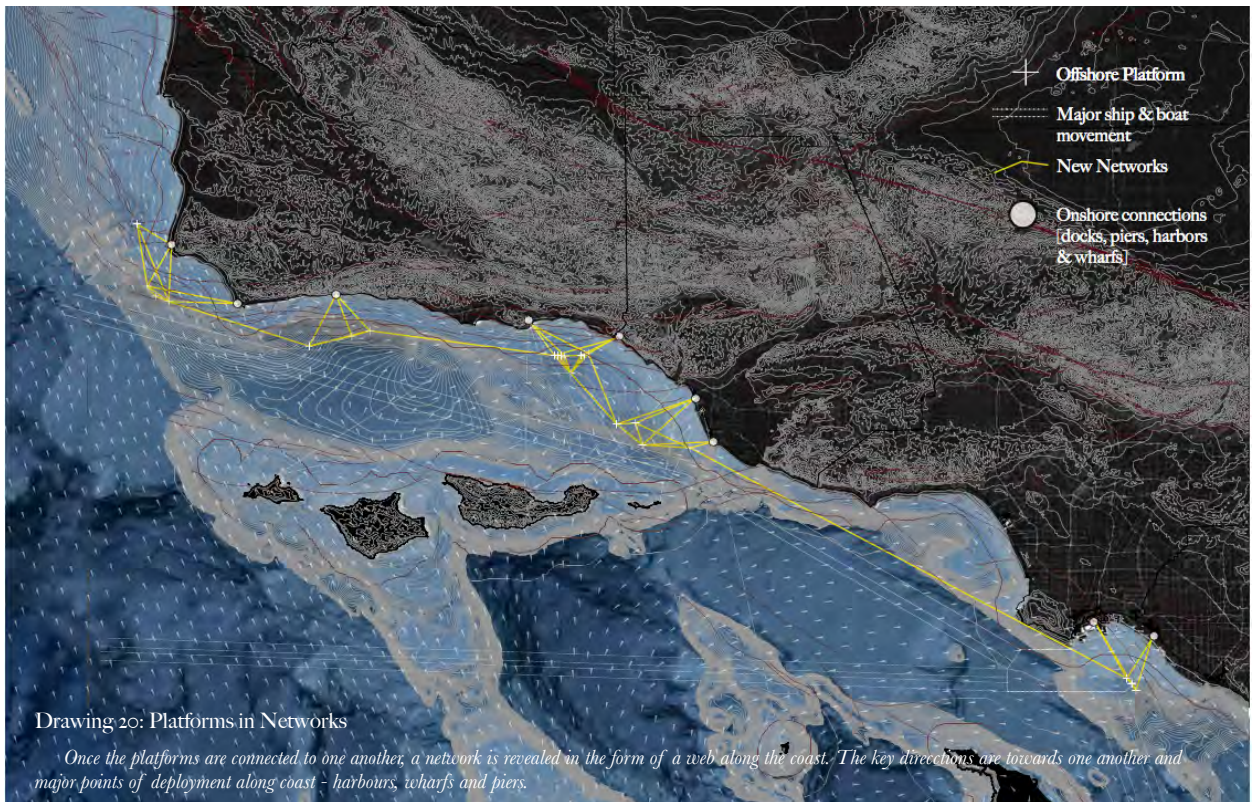 Offshore Platform
Major ship & boat
movement
New Networks
Onshore connections
[docks, piers, harbors
& wharfs]
Drawing 20: Platforms in Networks
Once the platforms are connected to one another, a network is revealed in the form of a web along the coast. The key direcctions are towards one another and
major points of deployment along coast - harbours, wharfs and piers.